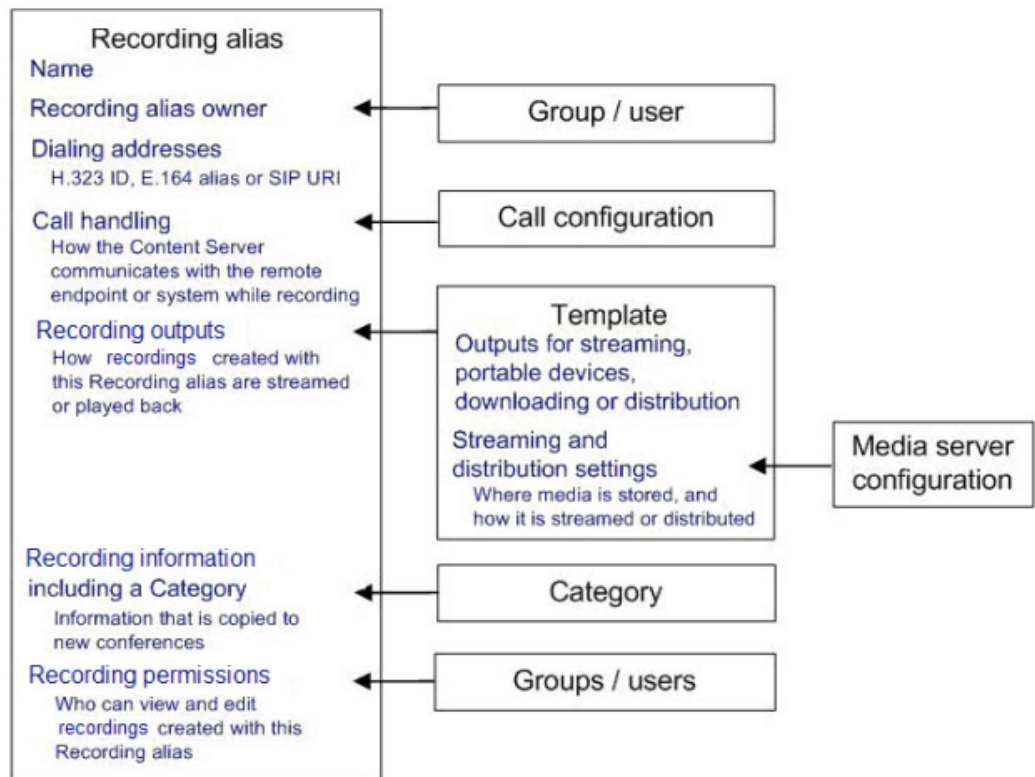 Recording alias
Name
Recording alias owner
Group / user
Dialing addresses
H.323 ID, E.164 alias or SIP URI
Call handling
Call configuration
How the Content Server
communicates with the remote
endpoint or system while recording
Recording outputs
How recordings created with
this Recording alias are streamed
or played back
Template
Outputs for streaming,
portable devices,
downloading or distribution
Streaming and
distribution settings
Where media is stored, and
how it is streamed or distributed
Media server
configuration
Recording information
including a Category
Information that is copied to
new conferences
Category
Recording permissions
Who can view and edit
recordings created with this
Recording alias
Groups / users